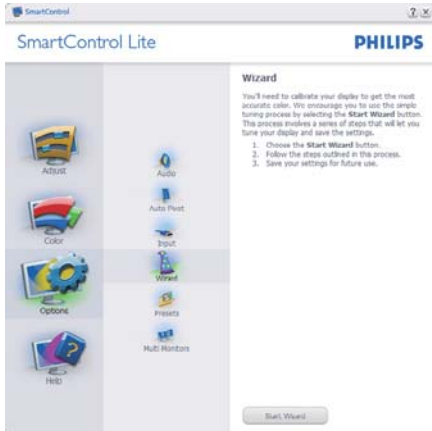 SmartControl
SmartControl Lite
PHILIPS
Adjust
Color
Options
Help
Audio
Auto Pivot
Input
Wizard
Presets
Multi Monitors
Wizard
You'll need to calibrate your display to get the most
accurate color. We encourage you to use the simple
tuning process by selecting the Start Wizard button.
This process involves a series of steps that will let you
tune your display and save the settings.
1. Choose the Start Wizard button.
2. Follow the steps outlined in this process.
3. Save your settings for future use.
Start Wizard